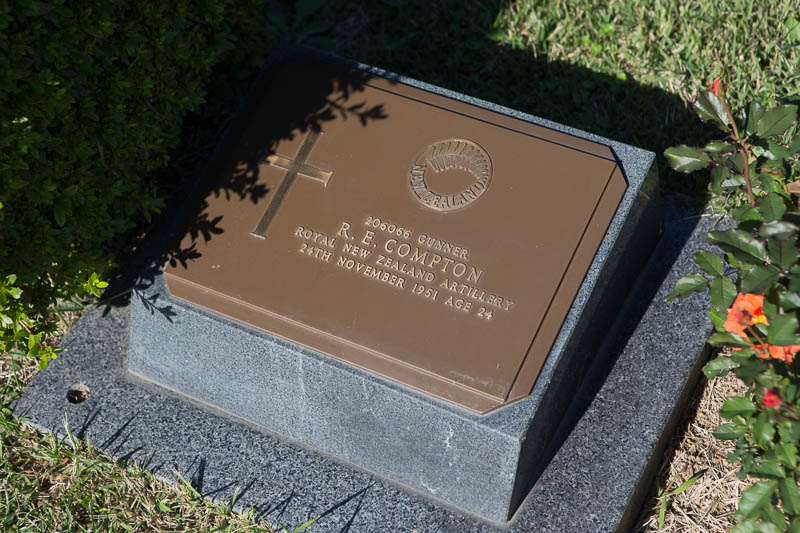 NEW ZEALAND
206066 GUNNER
R. E. COMPTON
ROYAL NEW ZEALAND ARTILLERY
24TH NOVEMBER 1951 AGE 24